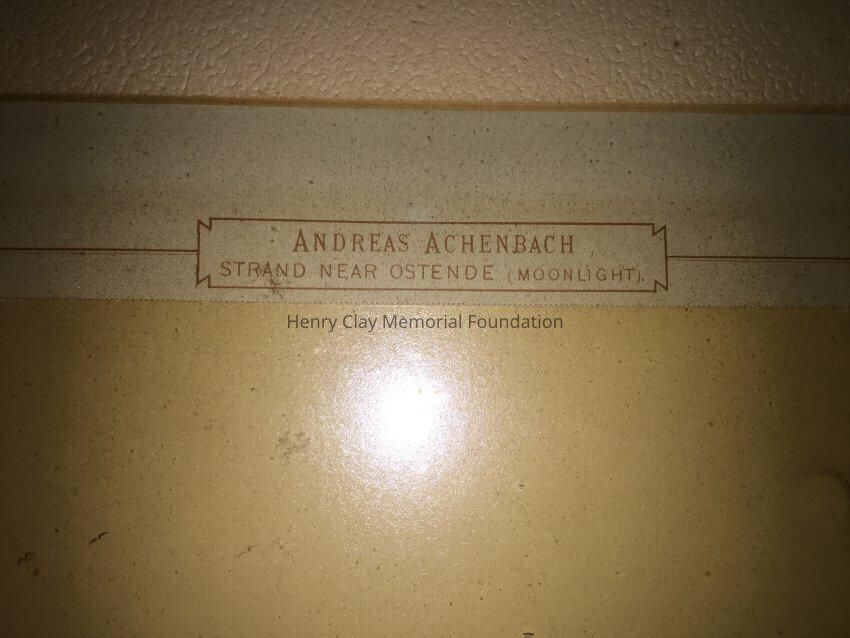 ANDREAS ACHENBACH
STRAND NEAR OSTENDE (MOONLIGHT).
Henry Clay Memorial Foundation